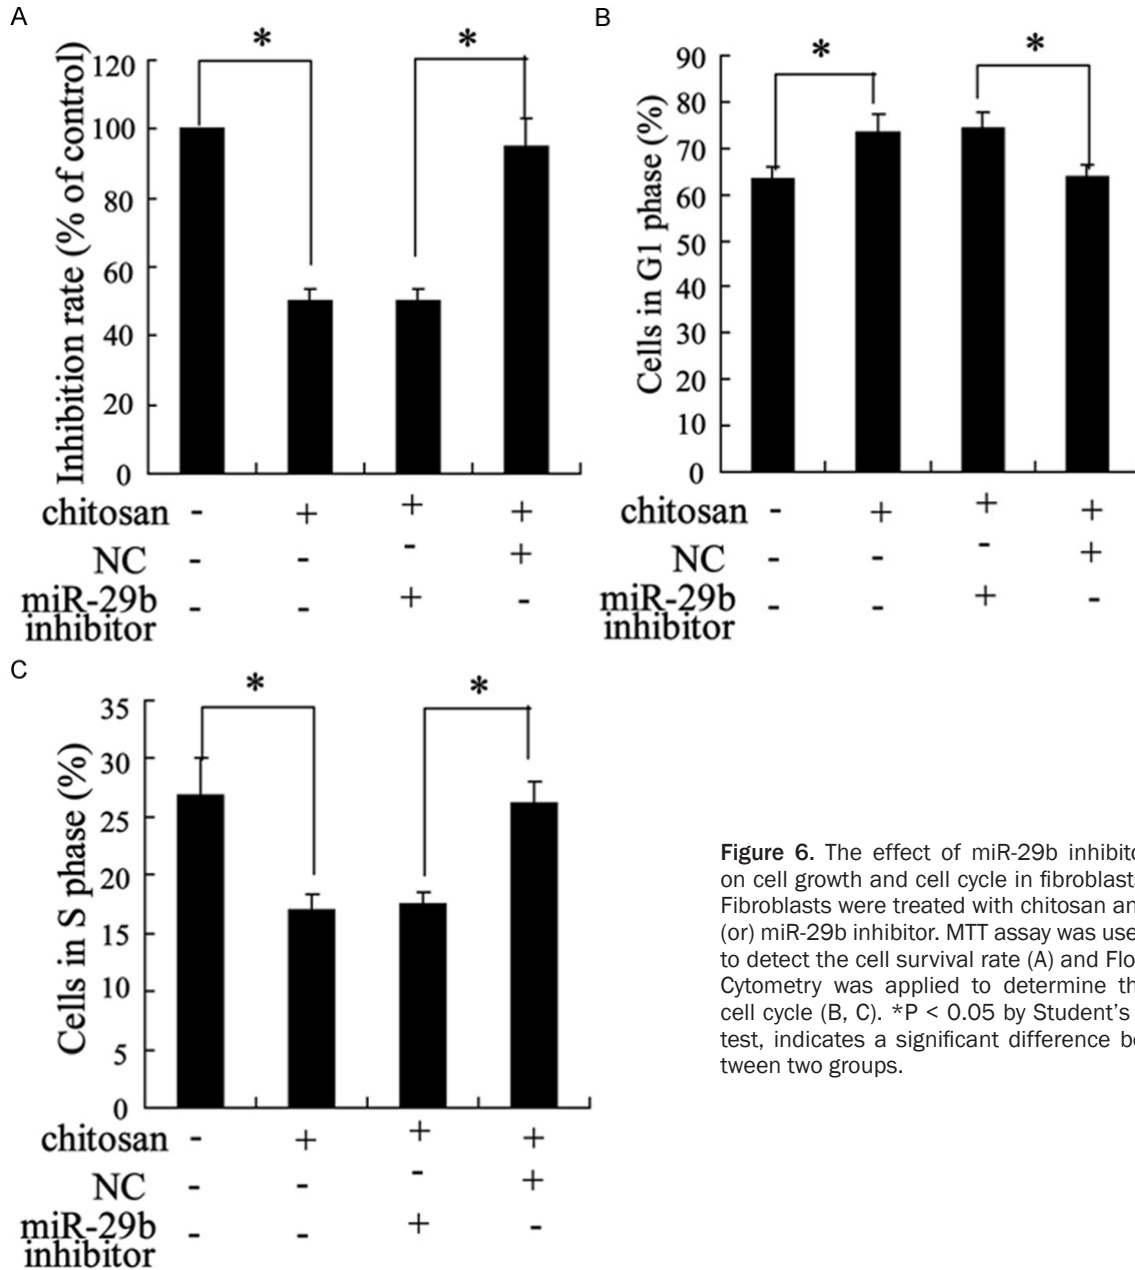 A
*
*
Inhibition rate (% of control)
120
100
80
60
40
20
0
chitosan - + + +
NC - - - +
miR-29b - - + -
inhibitor
B
*
*
Cells in G1 phase (%)
90
80
70
60
50
40
30
20
10
0
chitosan - + + +
NC - - - +
miR-29b - - + -
inhibitor
C
*
*
Cells in S phase (%)
35
30
25
20
15
10
5
0
chitosan - + + +
NC - - - +
miR-29b - - + -
inhibitor
Figure 6. The effect of miR-29b inhibito
on cell growth and cell cycle in fibroblasts
Fibroblasts were treated with chitosan an
(or) miR-29b inhibitor. MTT assay was use
to detect the cell survival rate (A) and Flo
Cytometry was applied to determine th
cell cycle (B, C). *P < 0.05 by Student's
test, indicates a significant difference be
tween two groups.